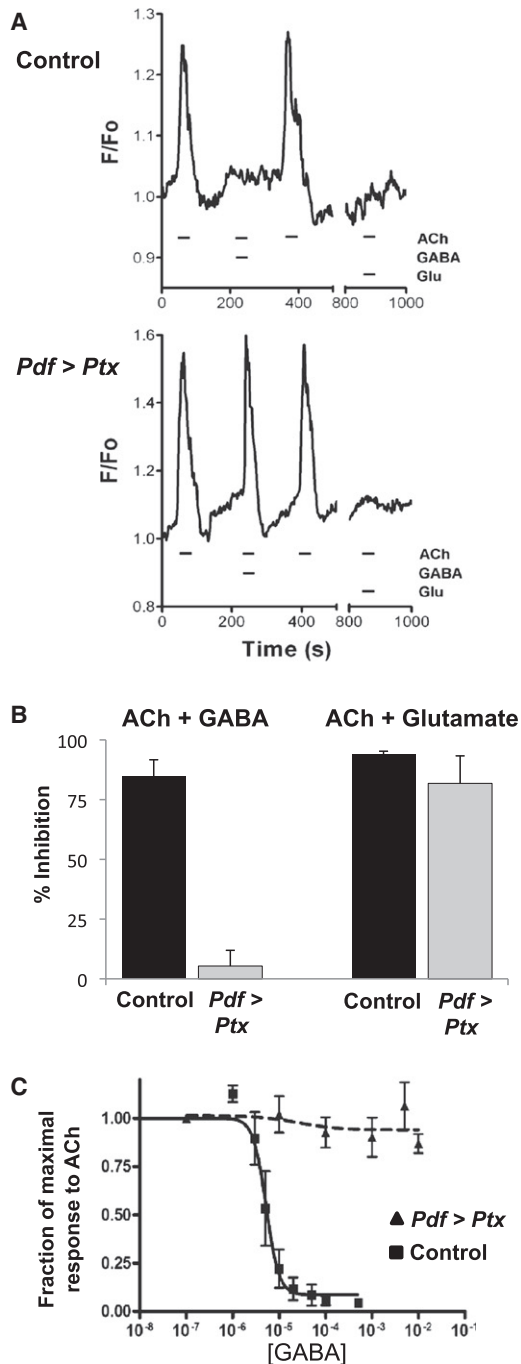 A
Control
1.3
1.2
1.1
1.0
0.9
F/Fo
ACh
GABA
Glu
0 200 400 800 1000
Pdf > Ptx
1.6
1.4
1.2
1.0
0.8
F/Fo
ACh
GABA
Glu
0 200 400 800 1000
Time (s)
B
ACh + GABA ACh + Glutamate
100
75
50
25
0
% Inhibition
Control Pdf > Ptx Control Pdf > Ptx
C
1.00
0.75
0.50
0.25
0.00
Fraction of maximal
response to ACh
Pdf > Ptx
Control
10-8 10-7 10-6 10-5 10-4 10-3 10-2 10-1
[GABA]